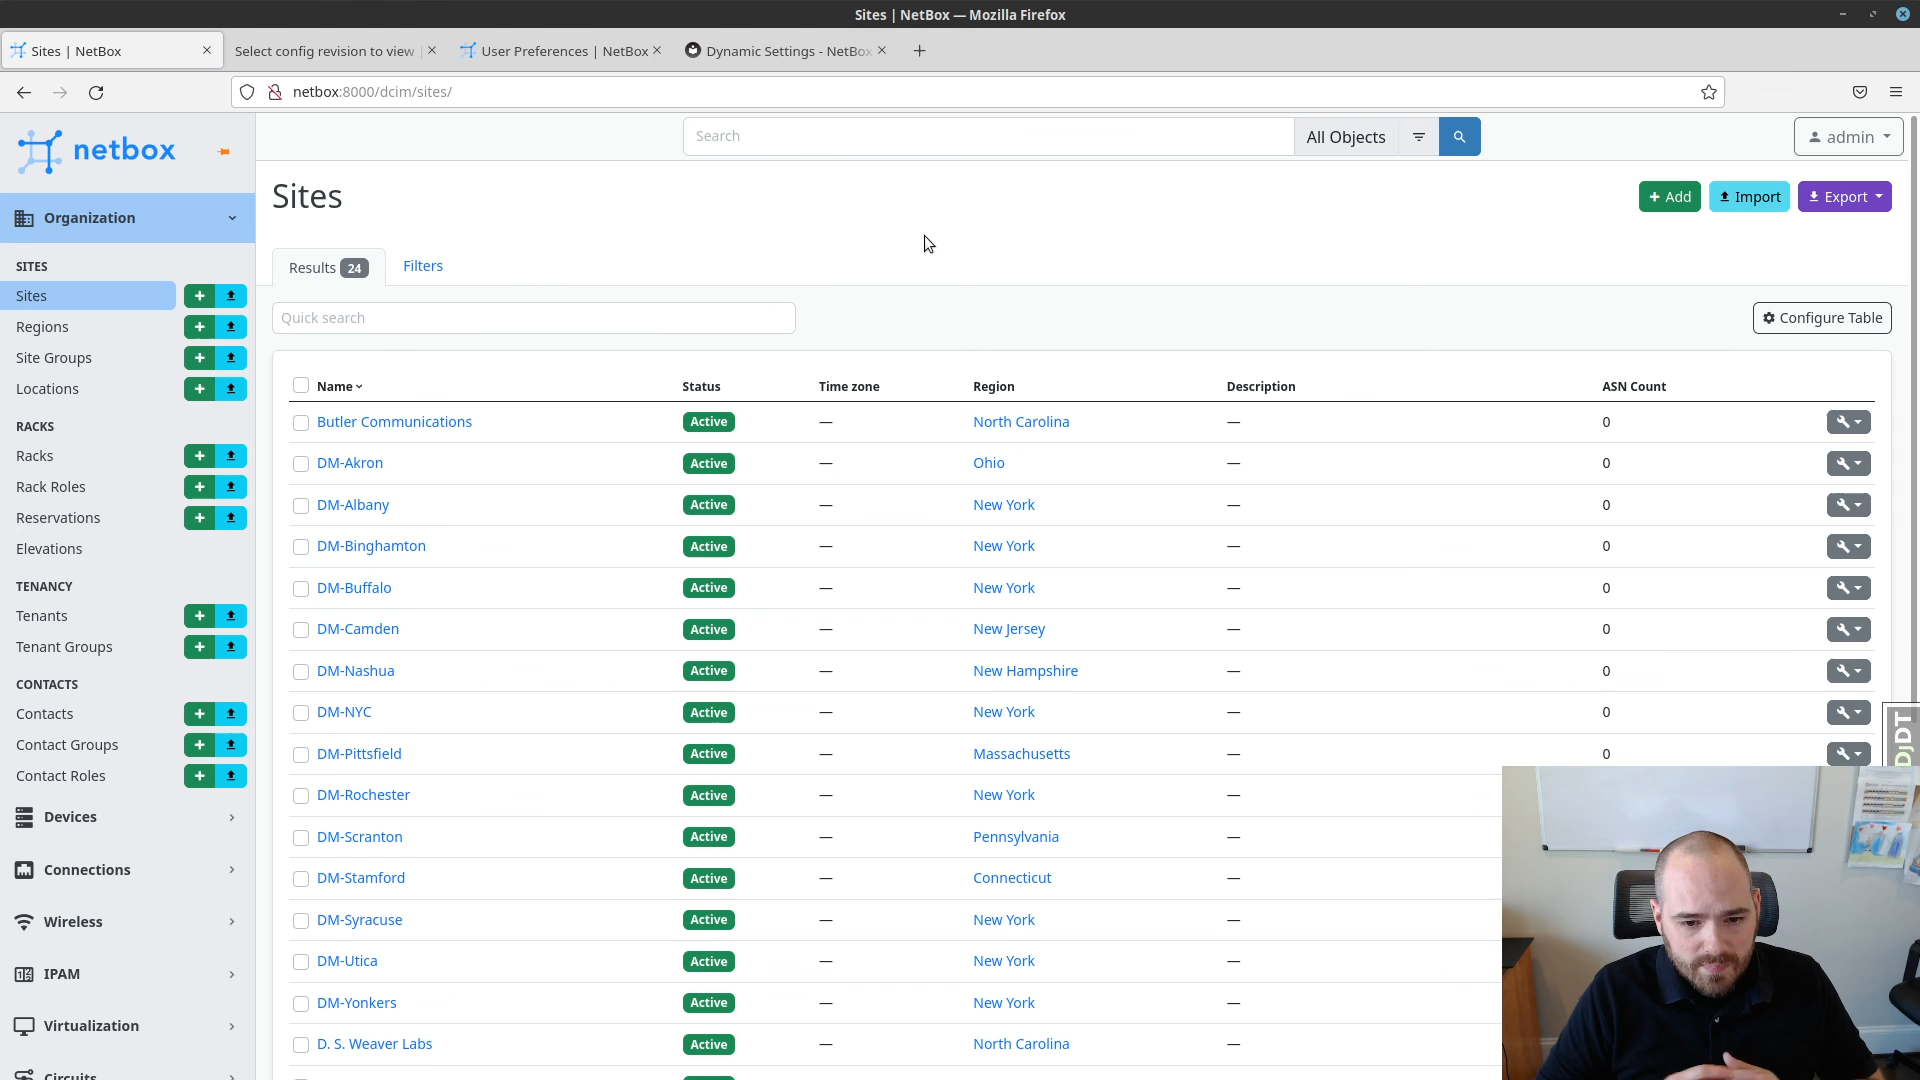 Sites | NetBox — Mozilla Firefox
Sites | NetBox
Select config revision to view
User Preferences | NetBox
Dynamic Settings - NetBox
netbox:8000/dcim/sites/
netbox
Search
All Objects
admin
Organization
Sites
Add
Import
Export
SITES
Sites
Regions
Site Groups
Locations
RACKS
Racks
Rack Roles
Reservations
Elevations
TENANCY
Tenants
Tenant Groups
CONTACTS
Contacts
Contact Groups
Contact Roles
Devices
Connections
Wireless
IPAM
Virtualization
Circuits
Results 24
Filters
Quick search
Configure Table
Name Status Time zone Region Description ASN Count
Butler Communications Active — North Carolina — 0
DM-Akron Active — Ohio — 0
DM-Albany Active — New York — 0
DM-Binghamton Active — New York — 0
DM-Buffalo Active — New York — 0
DM-Camden Active — New Jersey — 0
DM-Nashua Active — New Hampshire — 0
DM-NYC Active — New York — 0
DM-Pittsfield Active — Massachusetts — 0
DM-Rochester Active — New York —
DM-Scranton Active — Pennsylvania —
DM-Stamford Active — Connecticut —
DM-Syracuse Active — New York —
DM-Utica Active — New York —
DM-Yonkers Active — New York —
D. S. Weaver Labs Active — North Carolina —
DjDT